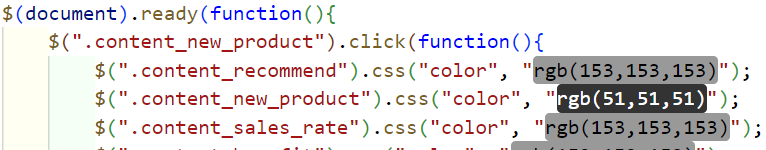 $(document).ready(function(){
$(".content_new_product").click(function(){
$(".content_recommend").css("color", "rgb(153,153,153)");
$(".content_new_product").css("color", "rgb(51,51,51)");
$(".content_sales_rate").css("color", "rgb(153,153,153)");